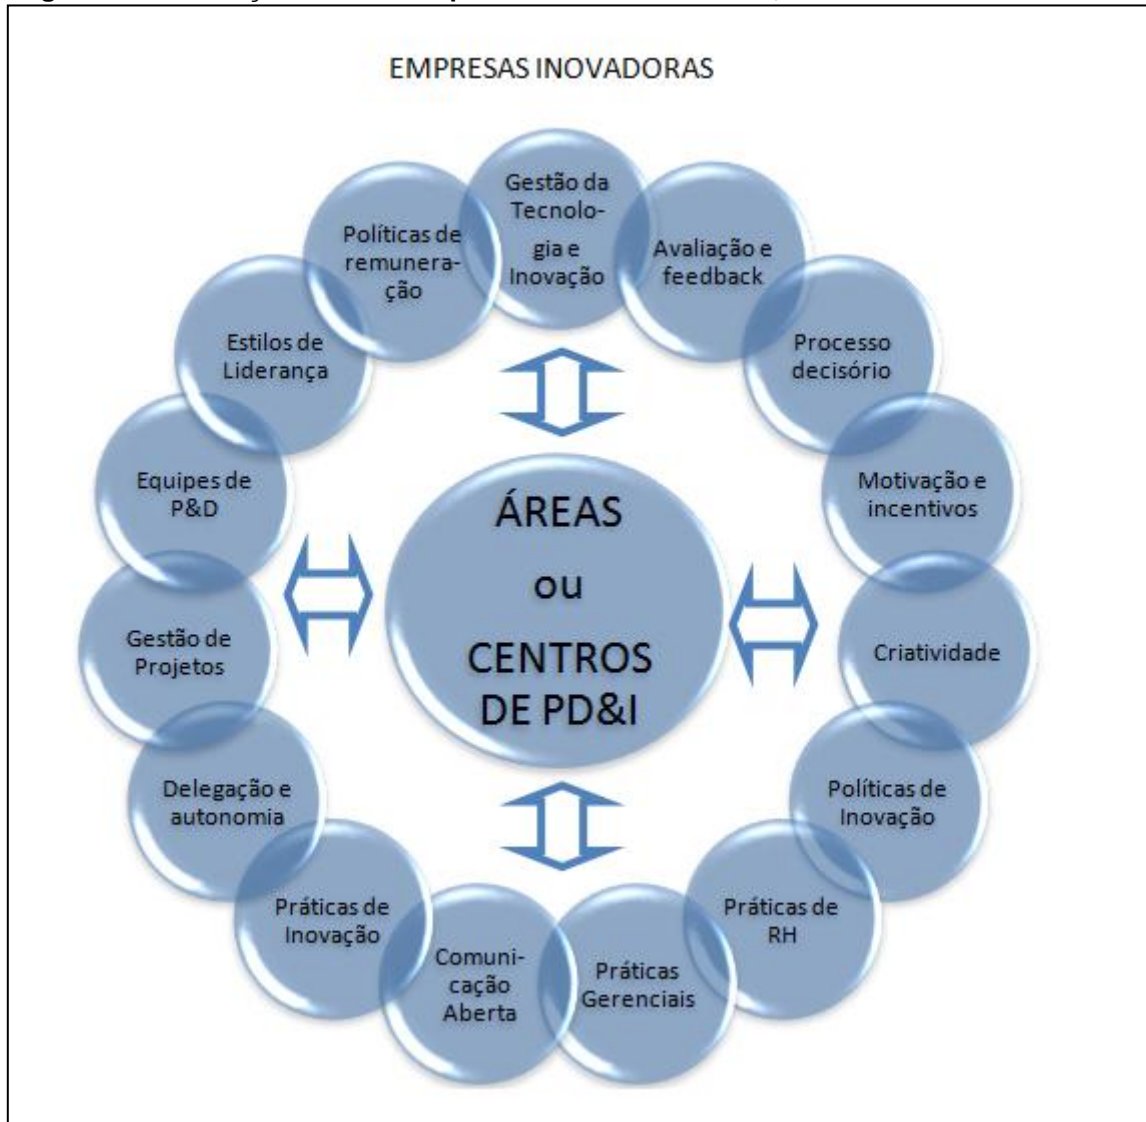 EMPRESAS INOVADORAS
Gestão da
Tecnolo-
gia e
Inovação
Avaliação e
feedback
Processo
decisório
Motivação e
incentivos
Criatividade
Políticas de
Inovação
Práticas de
RH
Práticas
Gerenciais
Comuni-
cação
Aberta
Práticas de
Inovação
Delegação e
autonomia
Gestão de
Projetos
Equipes de
P&D
Estilos de
Liderança
Políticas de
remunera-
ção
ÁREAS
ou
CENTROS
DE PD&I